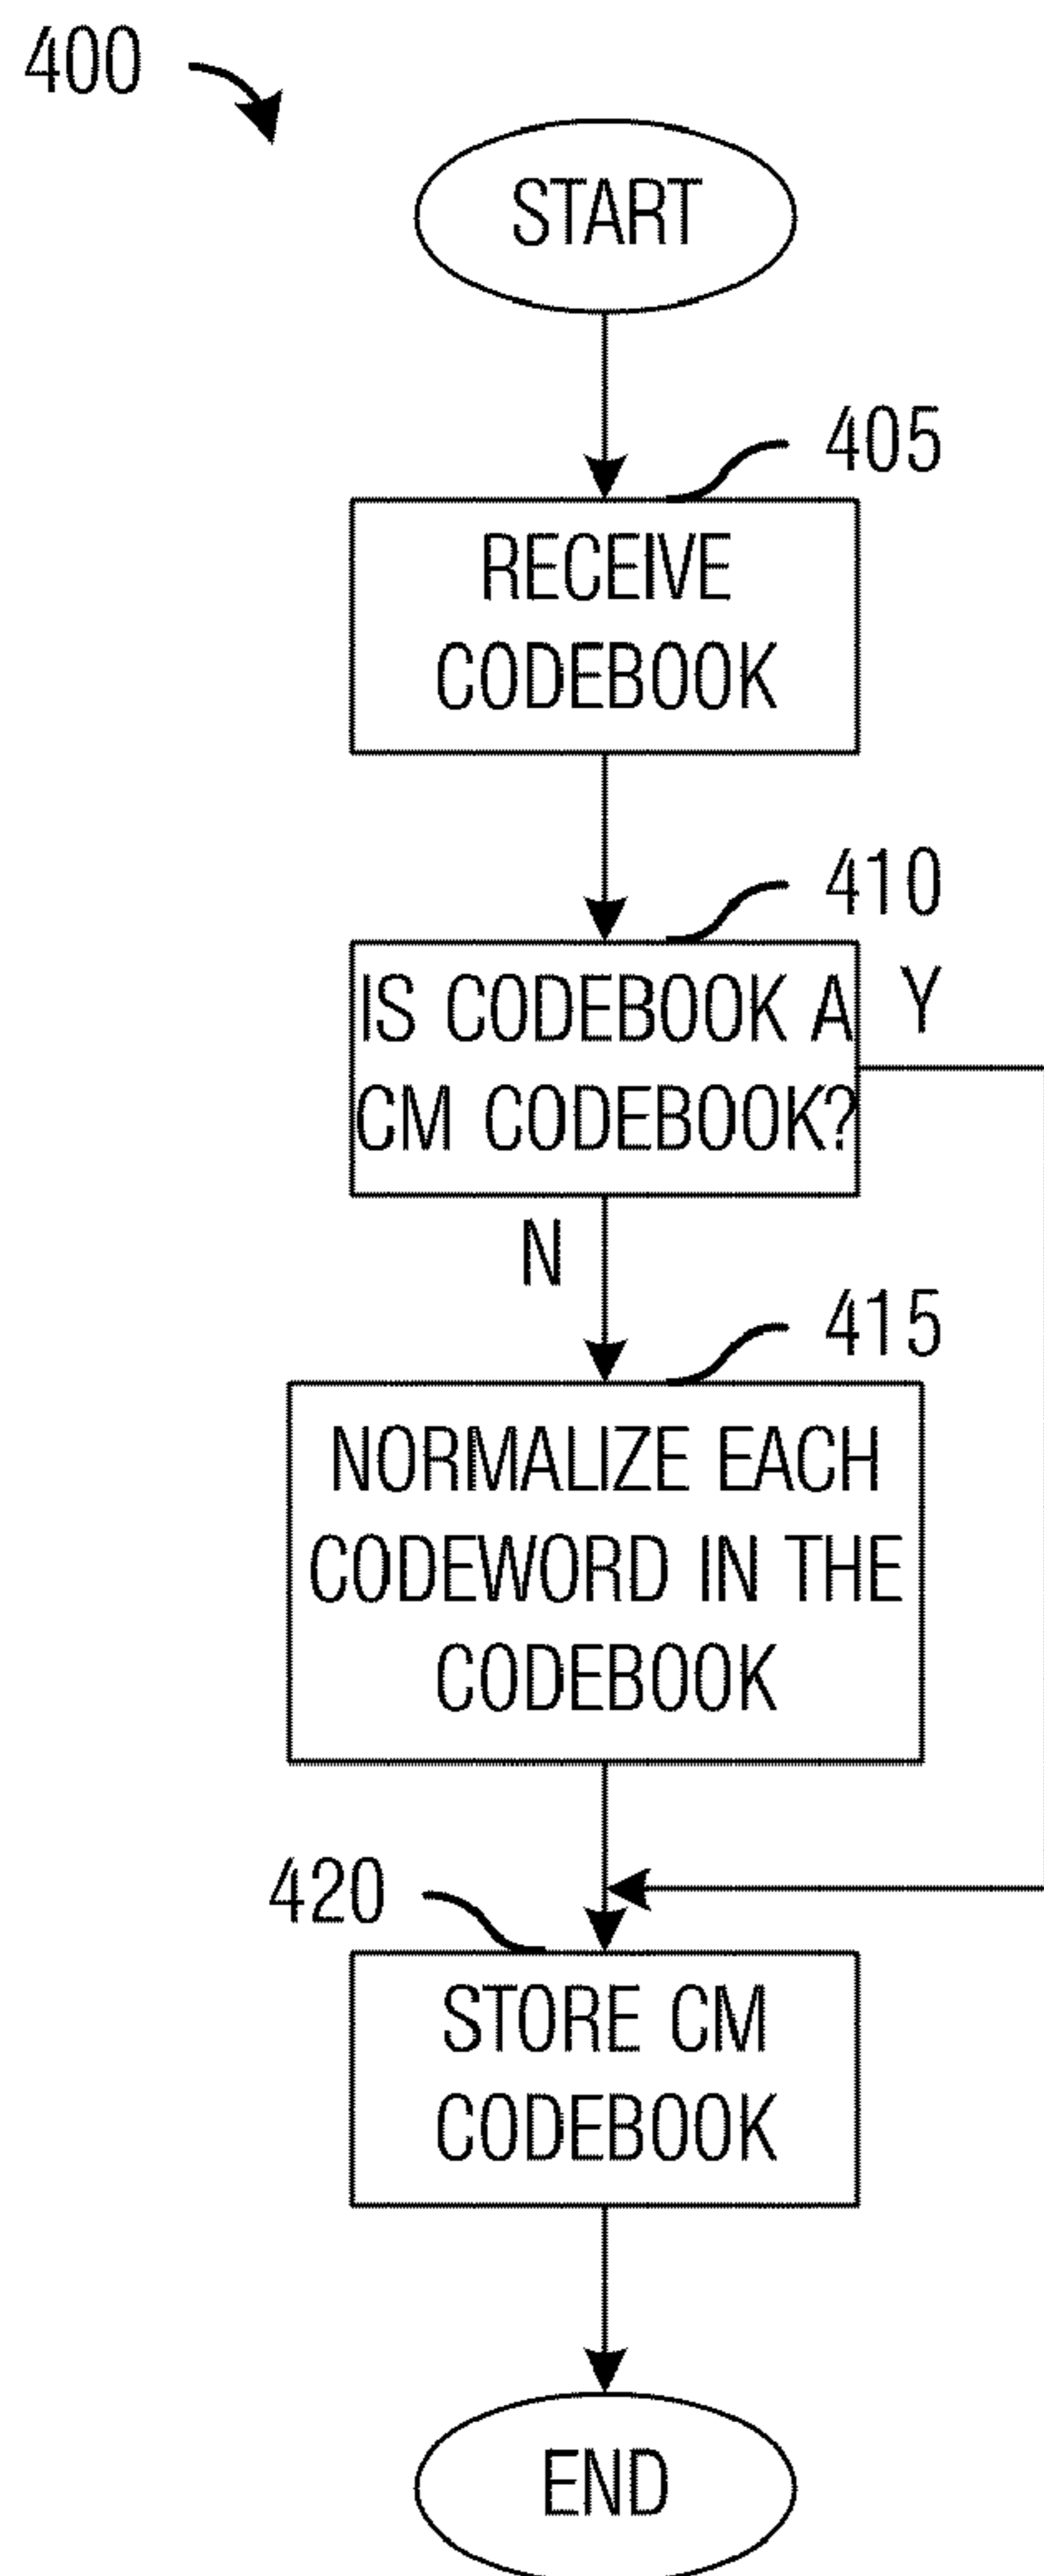 400
START
405
RECEIVE
CODEBOOK
410
IS CODEBOOK A
CM CODEBOOK?
Y
N
415
NORMALIZE EACH
CODEWORD IN THE
CODEBOOK
420
STORE CM
CODEBOOK
END